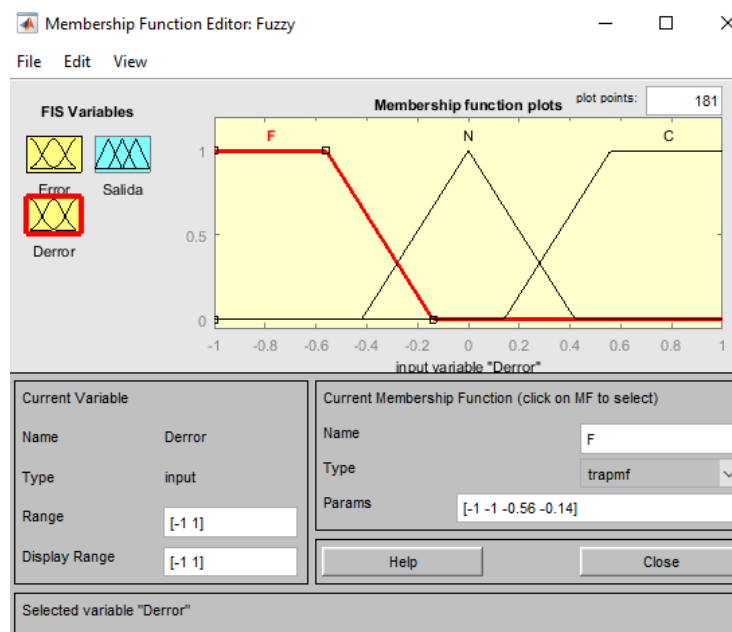 Membership Function Editor: Fuzzy
File Edit View
FIS Variables
Membership function plots
plot points:
181
Error
Salida
Derror
F
N
C
1
0.5
0
-1 -0.8 -0.6 -0.4 -0.2 0 0.2 0.4 0.6 0.8 1
input variable "Derror"
Current Variable
Name
Derror
Type
input
Range
[-1 1]
Display Range
[-1 1]
Current Membership Function (click on MF to select)
Name
F
Type
trapmf
Params
[-1 -1 -0.56 -0.14]
Help
Close
Selected variable "Derror"